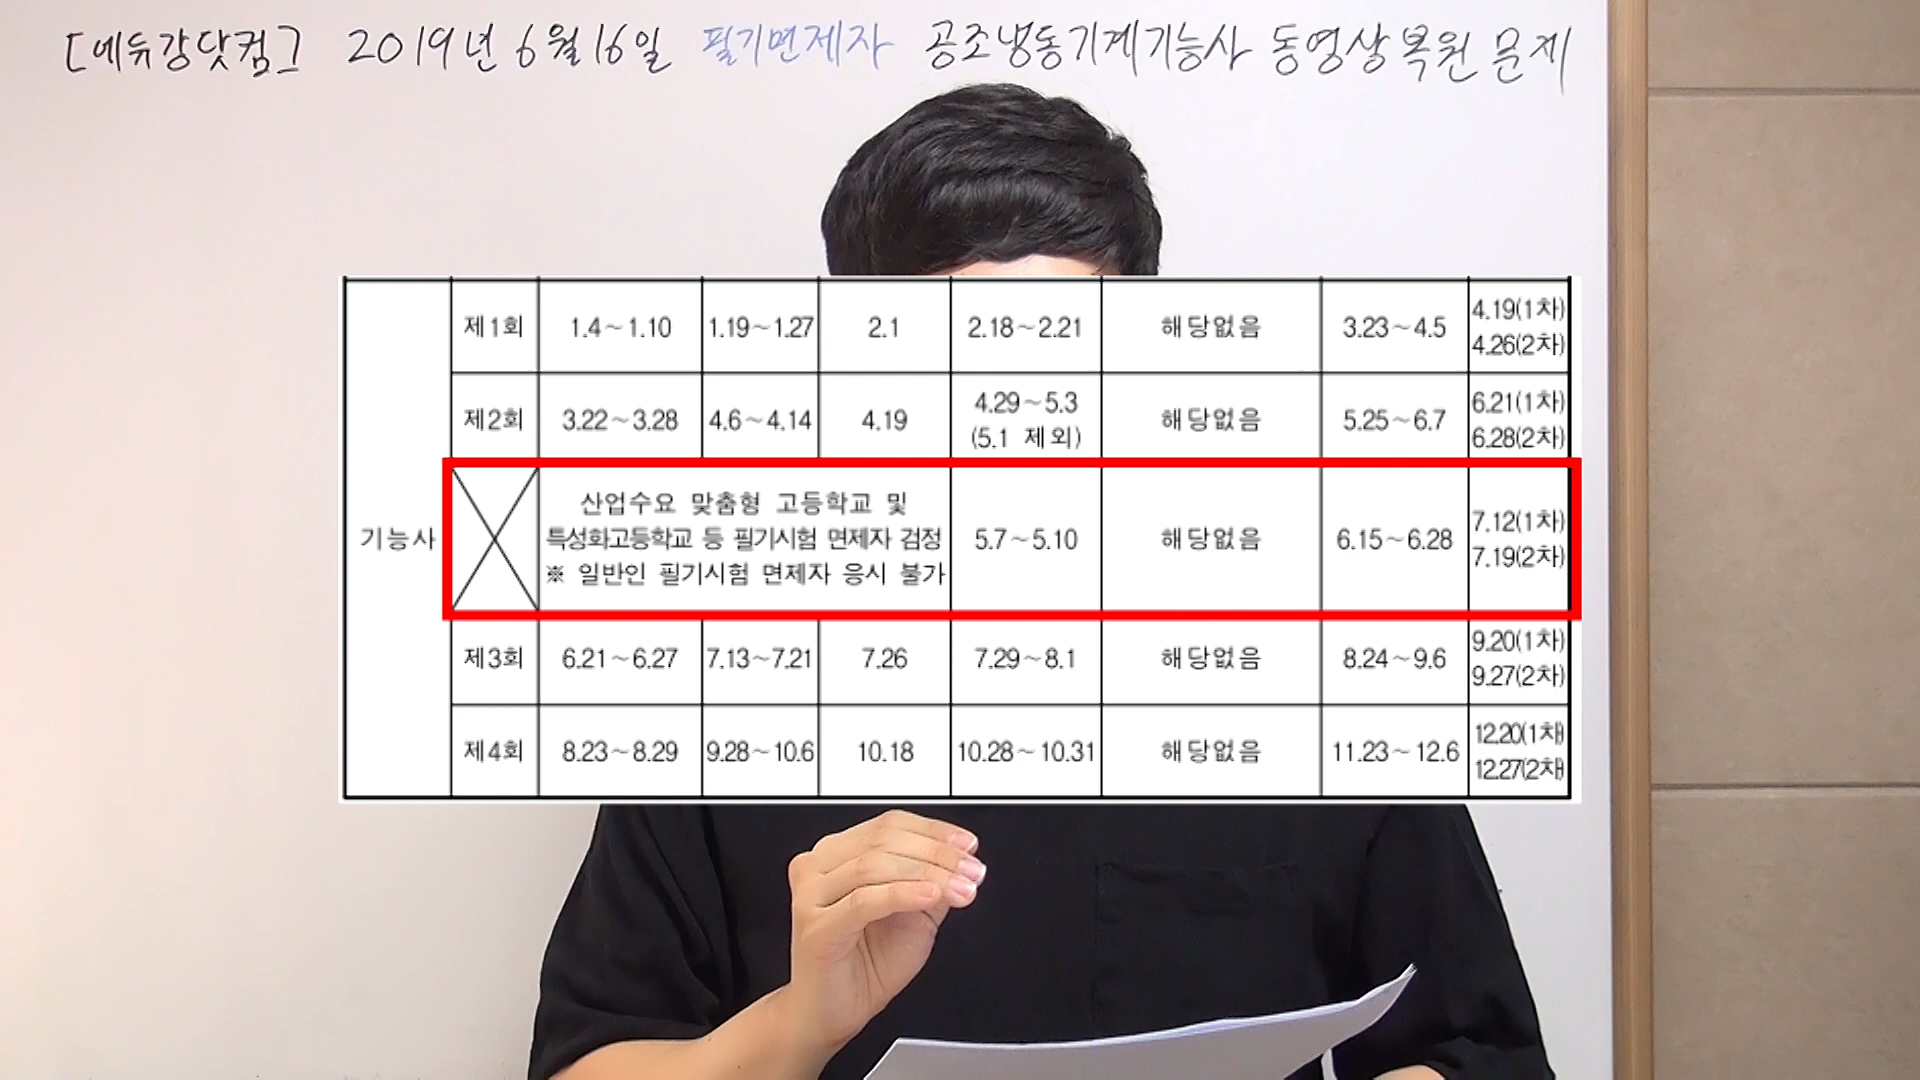 [에듀강닷컴] 2019년 6월 16일 필기면제자 공조냉동기계기능사 동영상 복원 문제
기능사
제1회 1.4~1.10 1.19~1.27 2.1 2.18~2.21 해당없음 3.23~4.5 4.19(1차)
4.26(2차)
제2회 3.22~3.28 4.6~4.14 4.19 4.29~5.3 해당없음 5.25~6.7 6.21(1차)
(5.1 제외) 6.28(2차)
산업수요 맞춤형 고등학교 및
특성화고등학교 등 필기시험 면제자 검정 5.7~5.10 해당없음 6.15~6.28 7.12(1차)
※ 일반인 필기시험 면제자 응시 불가 7.19(2차)
제3회 6.21~6.27 7.13~7.21 7.26 7.29~8.1 해당없음 8.24~9.6 9.20(1차)
9.27(2차)
제4회 8.23~8.29 9.28~10.6 10.18 10.28~10.31 해당없음 11.23~12.6 12.20(1차)
12.27(2차)